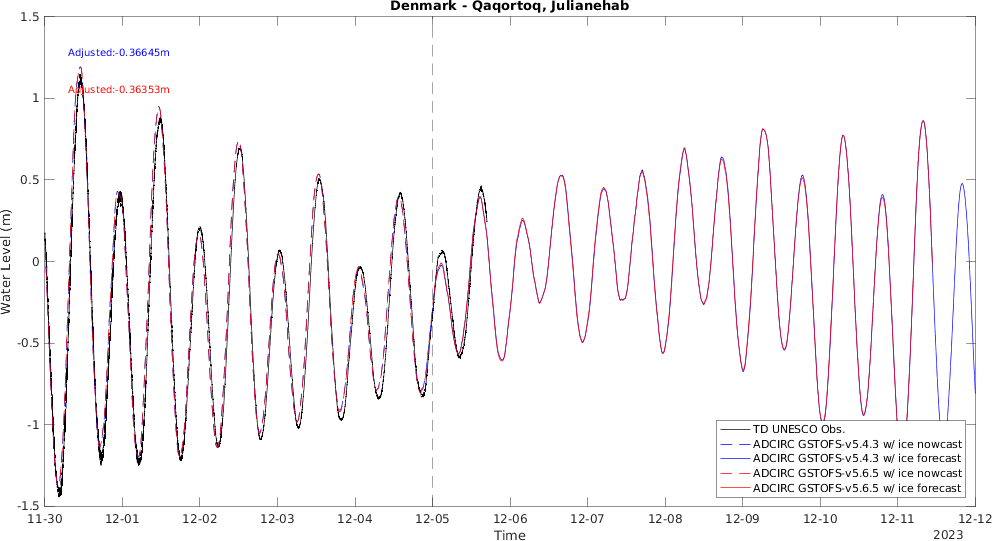 Denmark - Qaqortoq, Julianehab
Adjusted:-0.36645m
Adjusted:-0.36353m
Water Level (m)
1.5
1
0.5
0
-0.5
-1
-1.5
TD UNESCO Obs.
ADCIRC GSTOFS-v5.4.3 w/ ice nowcast
ADCIRC GSTOFS-v5.4.3 w/ ice forecast
ADCIRC GSTOFS-v5.6.5 w/ ice nowcast
ADCIRC GSTOFS-v5.6.5 w/ ice forecast
11-30 12-01 12-02 12-03 12-04 12-05 12-06 12-07 12-08 12-09 12-10 12-11 12-12
Time
2023